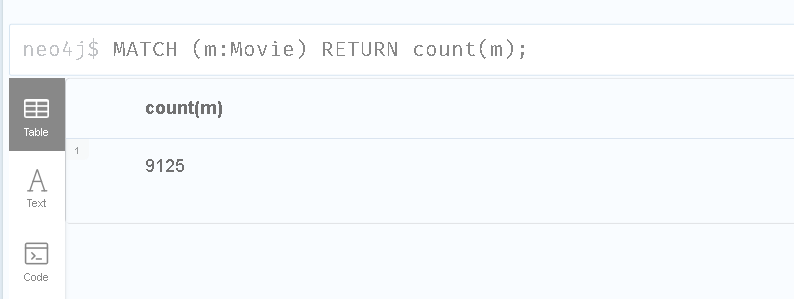 neo4j$ MATCH (m:Movie) RETURN count(m);
Table
count(m)
1
9125
Text
Code